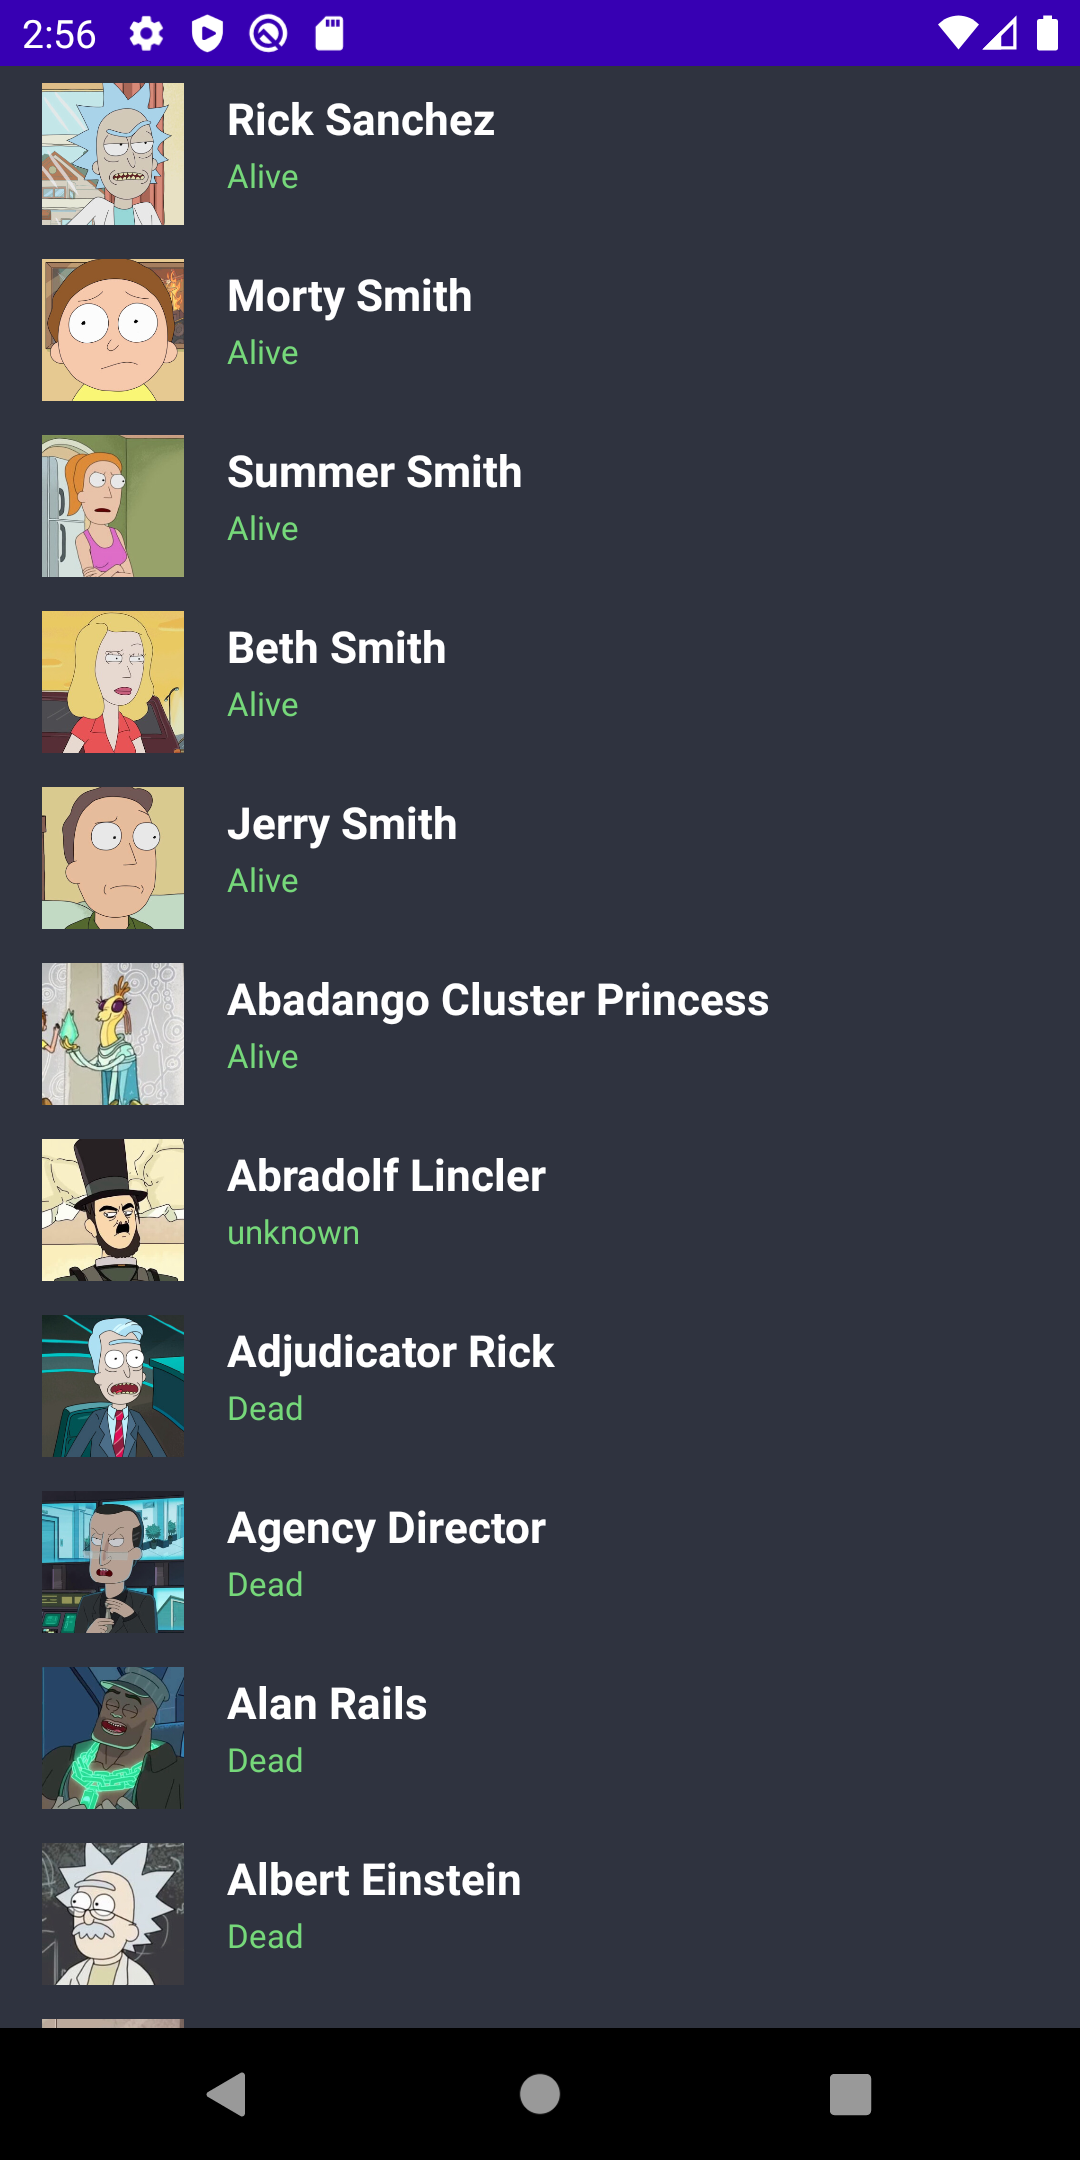 2:56
Rick Sanchez
Alive
Morty Smith
Alive
Summer Smith
Alive
Beth Smith
Alive
Jerry Smith
Alive
Abadango Cluster Princess
Alive
Abradolf Lincler
unknown
Adjudicator Rick
Dead
Agency Director
Dead
Alan Rails
Dead
Albert Einstein
Dead